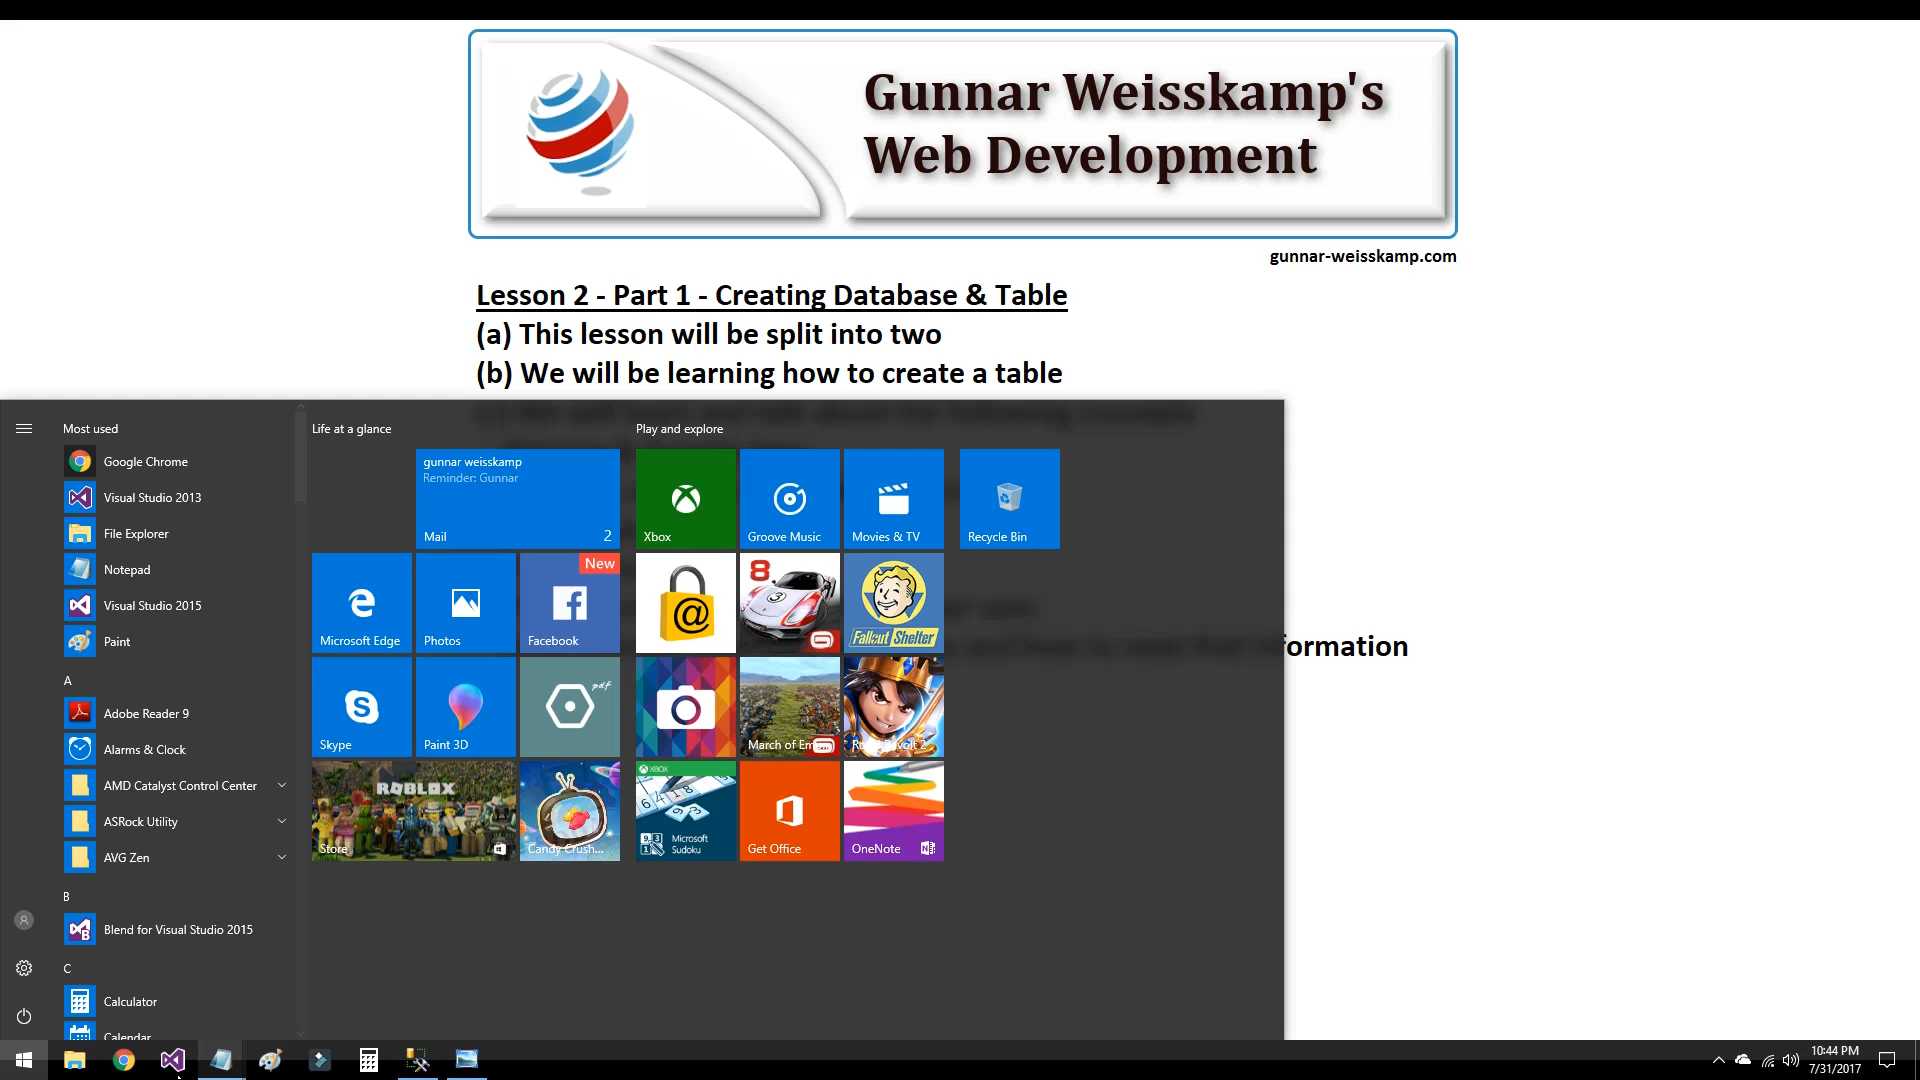 Gunnar Weisskamp's
Web Development
gunnar-weisskamp.com
Lesson 2 - Part 1 - Creating Database & Table
(a) This lesson will be split into two
(b) We will be learning how to create a table
formation
Most used
Google Chrome
Visual Studio 2013
File Explorer
Notepad
Visual Studio 2015
Paint
A
Adobe Reader 9
Alarms & Clock
AMD Catalyst Control Center
ASRock Utility
AVG Zen
B
Blend for Visual Studio 2015
C
Calculator
Calendar
Life at a glance
gunnar weisskamp
Reminder: Gunnar
Mail 2
Microsoft Edge
Photos
New
Facebook
Skype
Paint 3D
pdf
ROBLOX
Store
Candy Crush...
Play and explore
Xbox
Groove Music
Movies & TV
Recycle Bin
8
3
Fallout Shelter
March of Em
XBOX
Microsoft
Sudoku
Get Office
OneNote
10:44 PM
7/31/2017